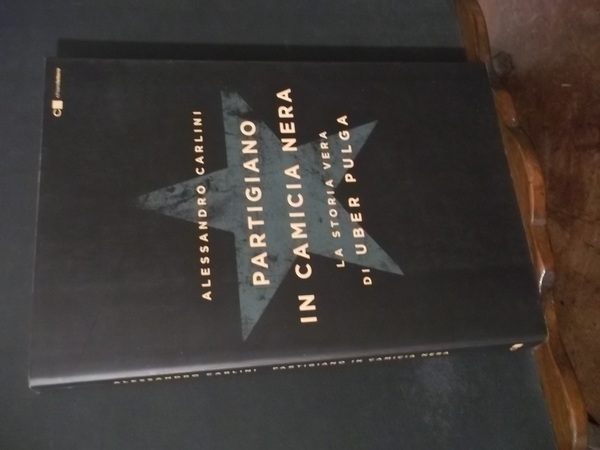 ALESSANDRO CARLINI
PARTIGIANO
IN CAMICIA NERA
LA STORIA VERA
DI UBER PULGA
ALESSANDRO CARLINI PARTIGIANO IN CAMICIA NERA